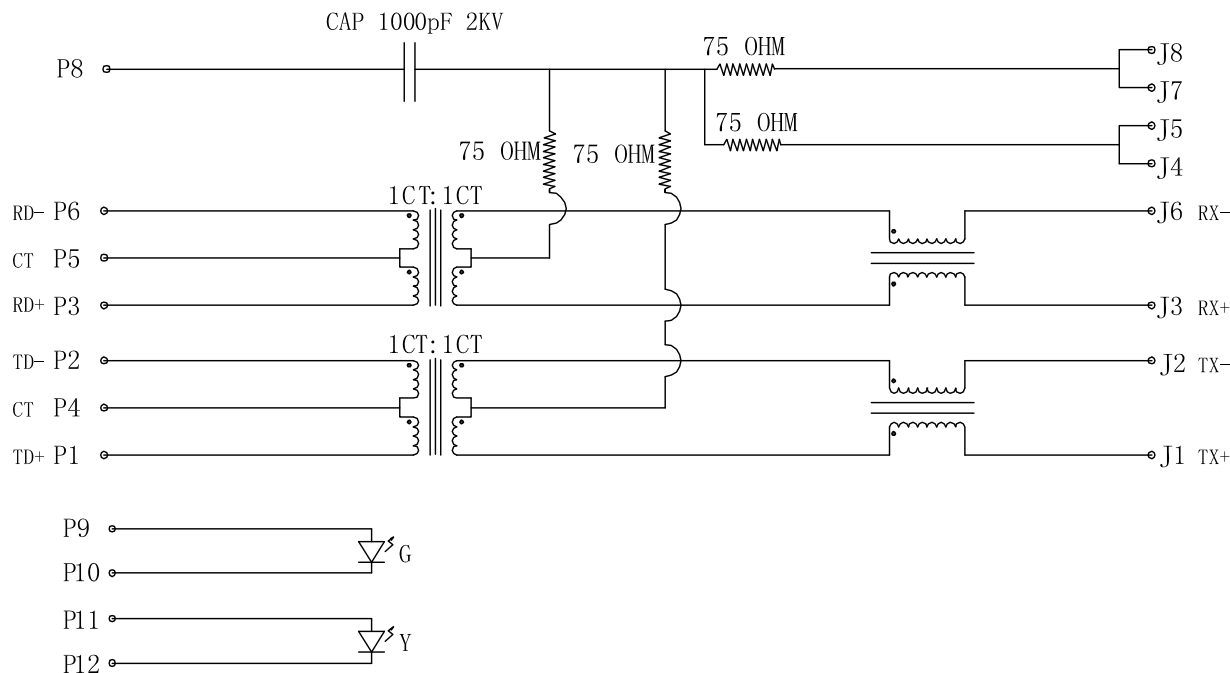 CAP 1000pF 2KV
P8
75 OHM
J8
J7
75 OHM
J5
J4
75 OHM
75 OHM
1CT:1CT
RD- P6
J6 RX-
CT P5
RD+ P3
J3 RX+
1CT:1CT
TD- P2
J2 TX-
CT P4
TD+ P1
J1 TX+
P9
G
P10
P11
Y
P12